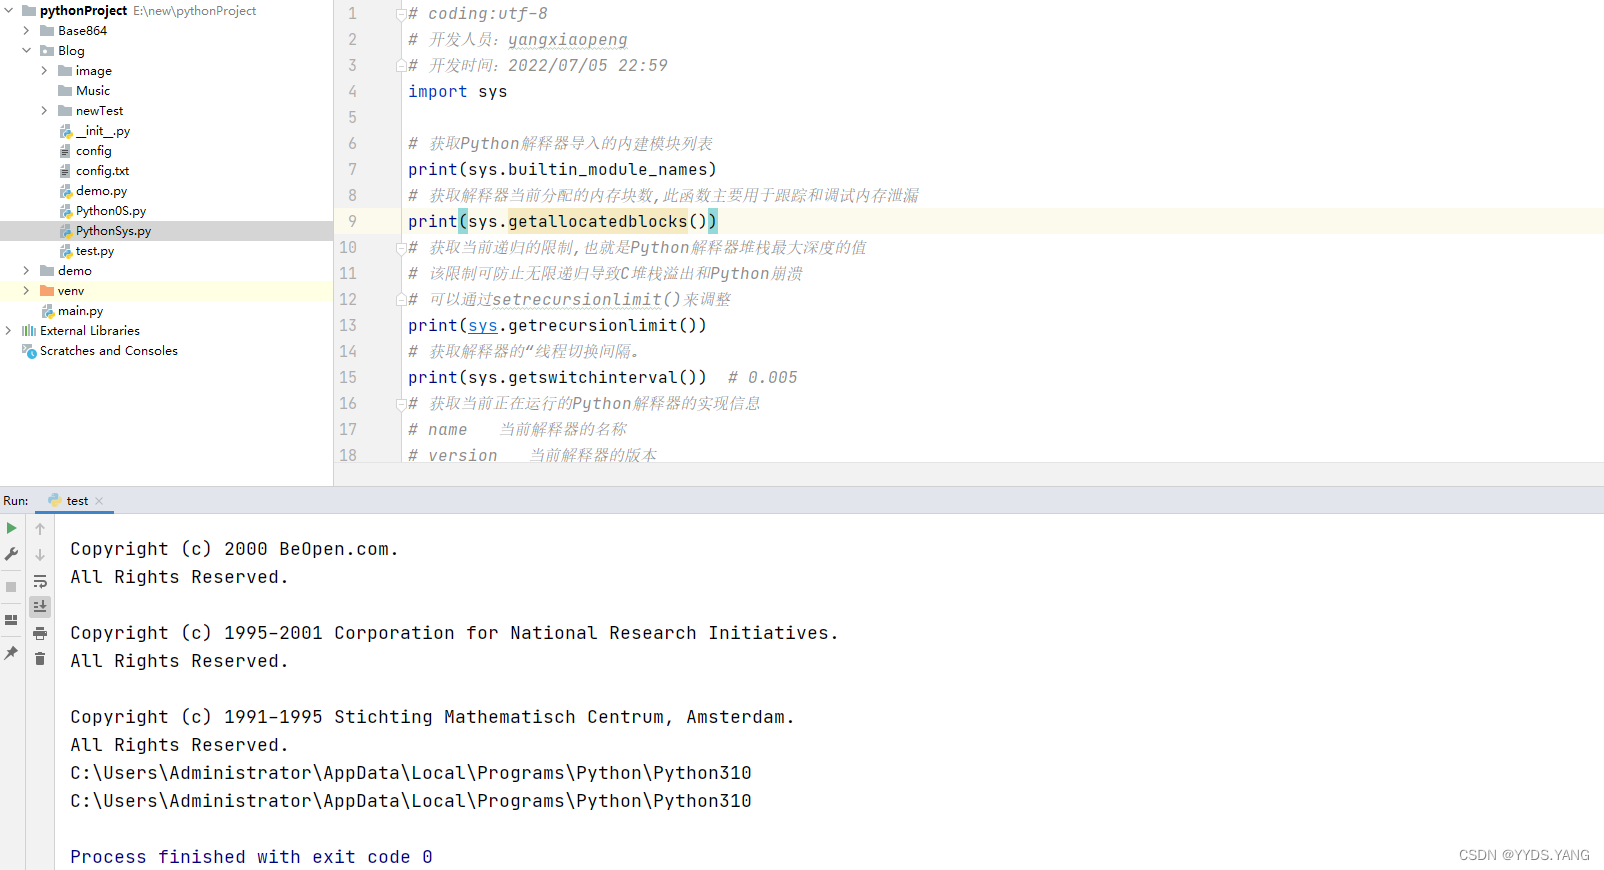 pythonProject E:\new\pythonProject
Base864
Blog
image
Music
newTest
__init__.py
config
config.txt
demo.py
Python0S.py
PythonSys.py
test.py
demo
venv
main.py
External Libraries
Scratches and Consoles
1 # coding:utf-8
2 # 开发人员：yangxiaopeng
3 # 开发时间：2022/07/05 22:59
4 import sys
5
6 # 获取Python解释器导入的内建模块列表
7 print(sys.builtin_module_names)
8 # 获取解释器当前分配的内存块数,此函数主要用于跟踪和调试内存泄漏
9 print(sys.getallocatedblocks())
10 # 获取当前递归的限制,也就是Python解释器堆栈最大深度的值
11 # 该限制可防止无限递归导致C堆栈溢出和Python崩溃
12 # 可以通过setrecursionlimit()来调整
13 print(sys.getrecursionlimit())
14 # 获取解释器的“线程切换间隔。
15 print(sys.getswitchinterval())  # 0.005
16 # 获取当前正在运行的Python解释器的实现信息
17 # name   当前解释器的名称
18 # version   当前解释器的版本
Run: test
Copyright (c) 2000 BeOpen.com.
All Rights Reserved.
Copyright (c) 1995-2001 Corporation for National Research Initiatives.
All Rights Reserved.
Copyright (c) 1991-1995 Stichting Mathematisch Centrum, Amsterdam.
All Rights Reserved.
C:\Users\Administrator\AppData\Local\Programs\Python\Python310
C:\Users\Administrator\AppData\Local\Programs\Python\Python310
Process finished with exit code 0
CSDN @YYDS.YANG